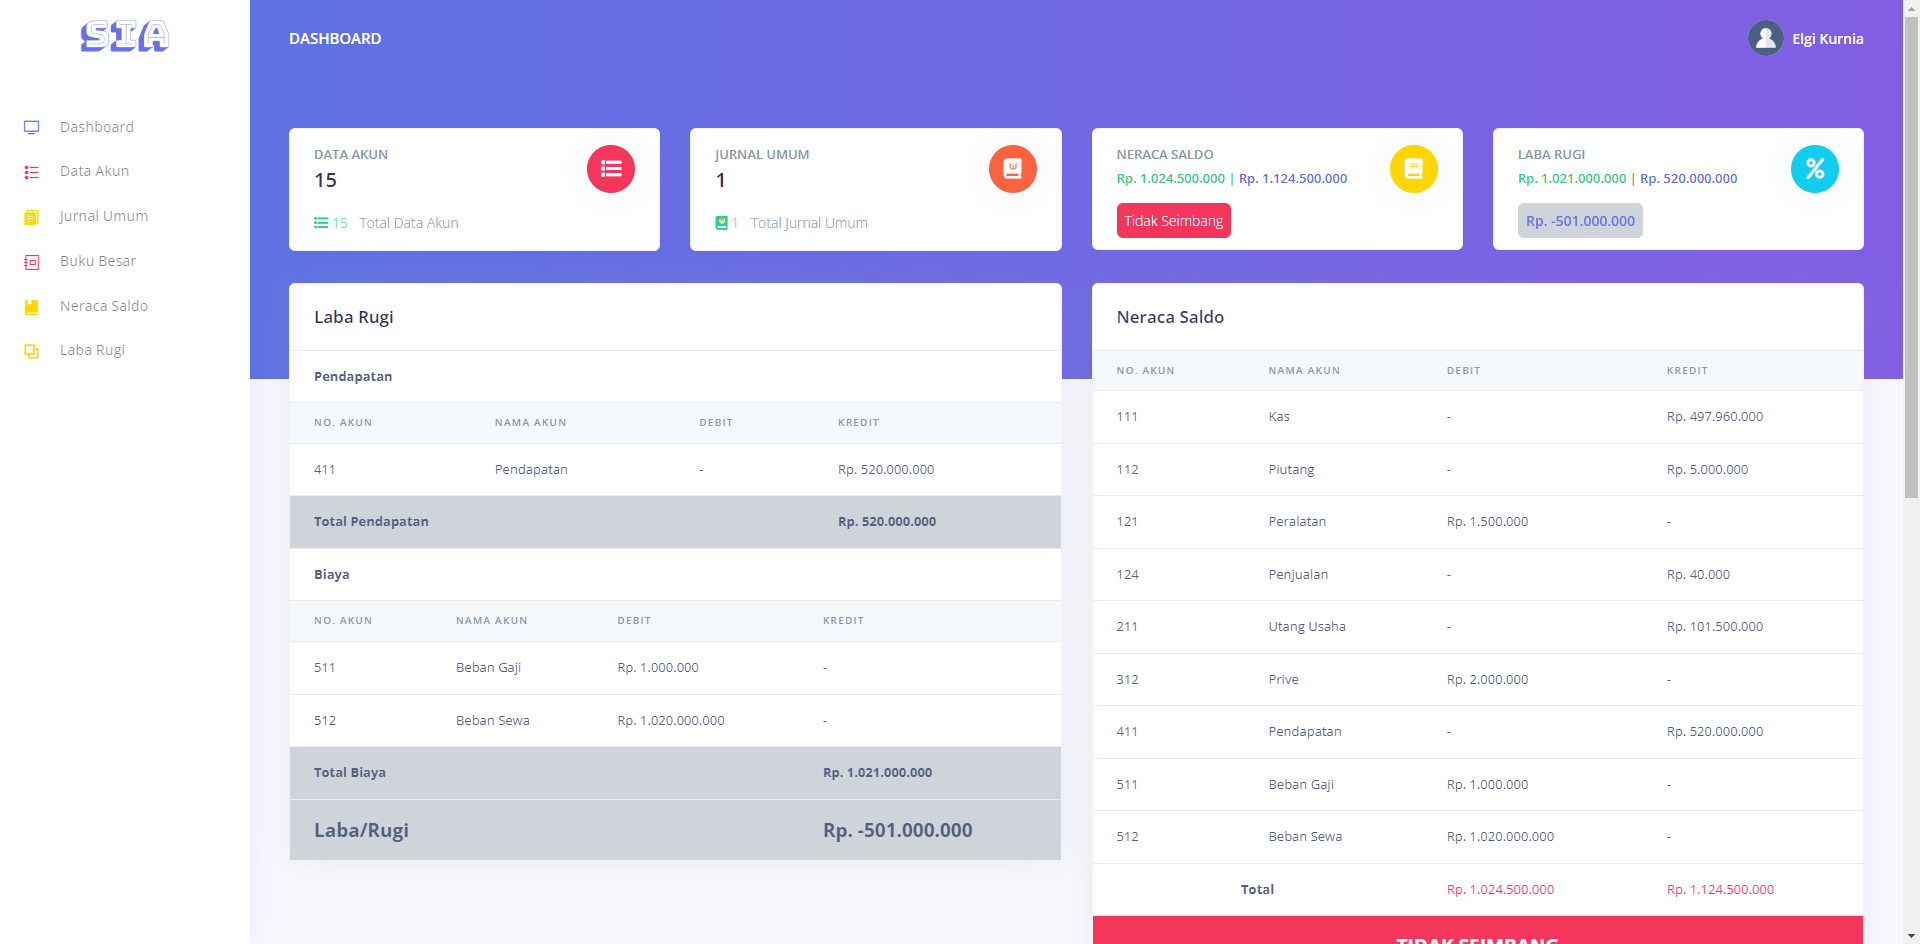 SIA
DASHBOARD
Elgi Kurnia
Dashboard
Data Akun
Jurnal Umum
Buku Besar
Neraca Saldo
Laba Rugi
DATA AKUN
15
15 Total Data Akun
JURNAL UMUM
1
1 Total Jurnal Umum
NERACA SALDO
Rp. 1.024.500.000 | Rp. 1.124.500.000
Tidak Seimbang
LABA RUGI
Rp. 1.021.000.000 | Rp. 520.000.000
Rp. -501.000.000
Laba Rugi
Pendapatan
NO. AKUN NAMA AKUN DEBIT KREDIT
411 Pendapatan - Rp. 520.000.000
Total Pendapatan Rp. 520.000.000
Biaya
NO. AKUN NAMA AKUN DEBIT KREDIT
511 Beban Gaji Rp. 1.000.000 -
512 Beban Sewa Rp. 1.020.000.000 -
Total Biaya Rp. 1.021.000.000
Laba/Rugi Rp. -501.000.000
Neraca Saldo
NO. AKUN NAMA AKUN DEBIT KREDIT
111 Kas - Rp. 497.960.000
112 Piutang - Rp. 5.000.000
121 Peralatan Rp. 1.500.000 -
124 Penjualan - Rp. 40.000
211 Utang Usaha - Rp. 101.500.000
312 Prive Rp. 2.000.000 -
411 Pendapatan - Rp. 520.000.000
511 Beban Gaji Rp. 1.000.000 -
512 Beban Sewa Rp. 1.020.000.000 -
Total Rp. 1.024.500.000 Rp. 1.124.500.000
TIDAK SEIMBANG